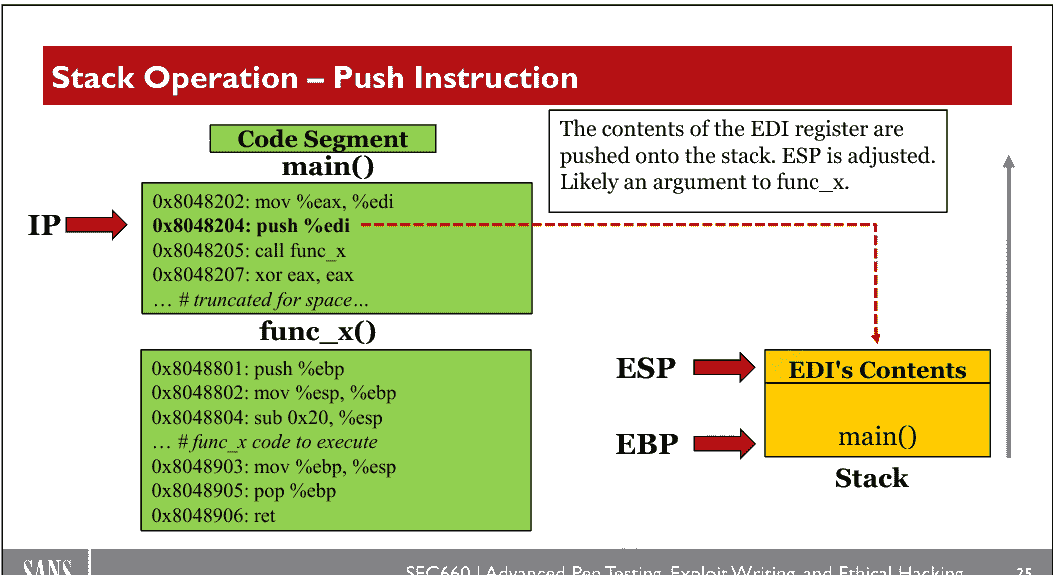 Stack Operation – Push Instruction
Code Segment
main()
The contents of the EDI register are
pushed onto the stack. ESP is adjusted.
Likely an argument to func_x.
IP
0x8048202: mov %eax, %edi
0x8048204: push %edi
0x8048205: call func_x
0x8048207: xor eax, eax
… # truncated for space…
func_x()
0x8048801: push %ebp
0x8048802: mov %esp, %ebp
0x8048804: sub 0x20, %esp
… # func_x code to execute
0x8048903: mov %ebp, %esp
0x8048905: pop %ebp
0x8048906: ret
ESP
EDI's Contents
EBP
main()
Stack
SANS
SEC660 | Advanced Pen Testing, Exploit Writing, and Ethical Hacking
25